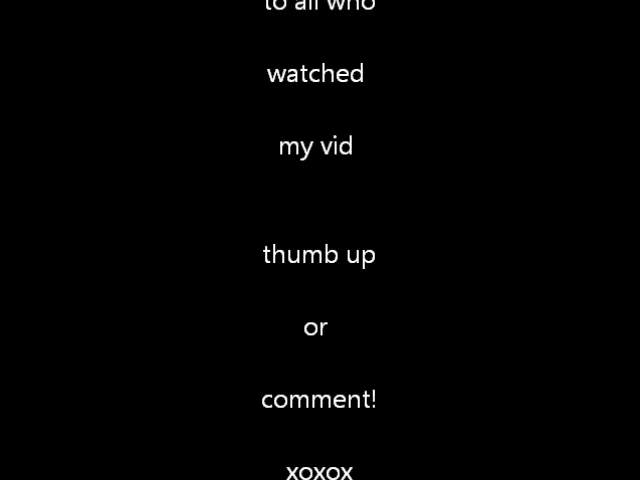 to all who
watched
my vid
thumb up
or
comment!
xoxox